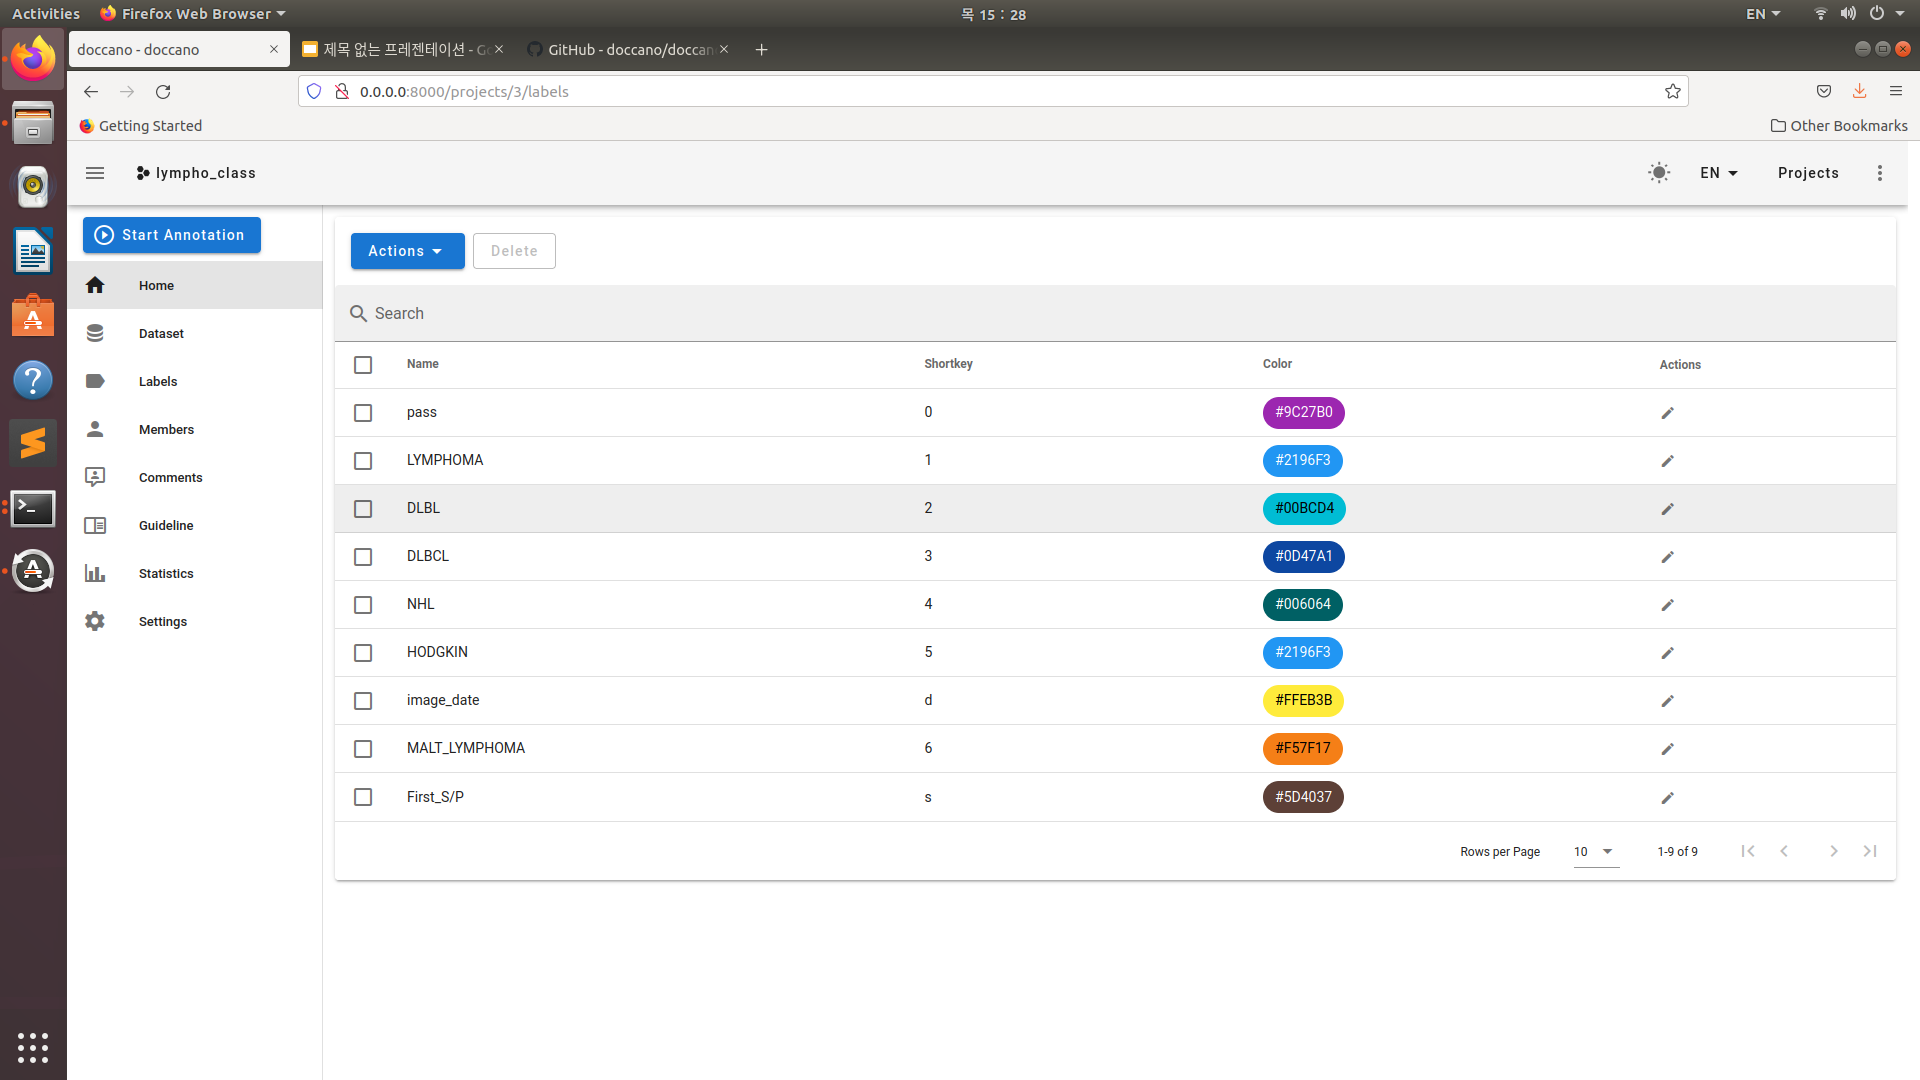 Activities Firefox Web Browser 목 15 : 28 EN
doccano - doccano 제목 없는 프레젠테이션 - Go GitHub - doccano/doccan
0.0.0.0:8000/projects/3/labels
Getting Started Other Bookmarks
lympho_class EN Projects
Start Annotation
Home
Dataset
Labels
Members
Comments
Guideline
Statistics
Settings
Actions Delete
Search
Name Shortkey Color Actions
pass 0 #9C27B0
LYMPHOMA 1 #2196F3
DLBL 2 #00BCD4
DLBCL 3 #0D47A1
NHL 4 #006064
HODGKIN 5 #2196F3
image_date d #FFEB3B
MALT_LYMPHOMA 6 #F57F17
First_S/P s #5D4037
Rows per Page 10 1-9 of 9